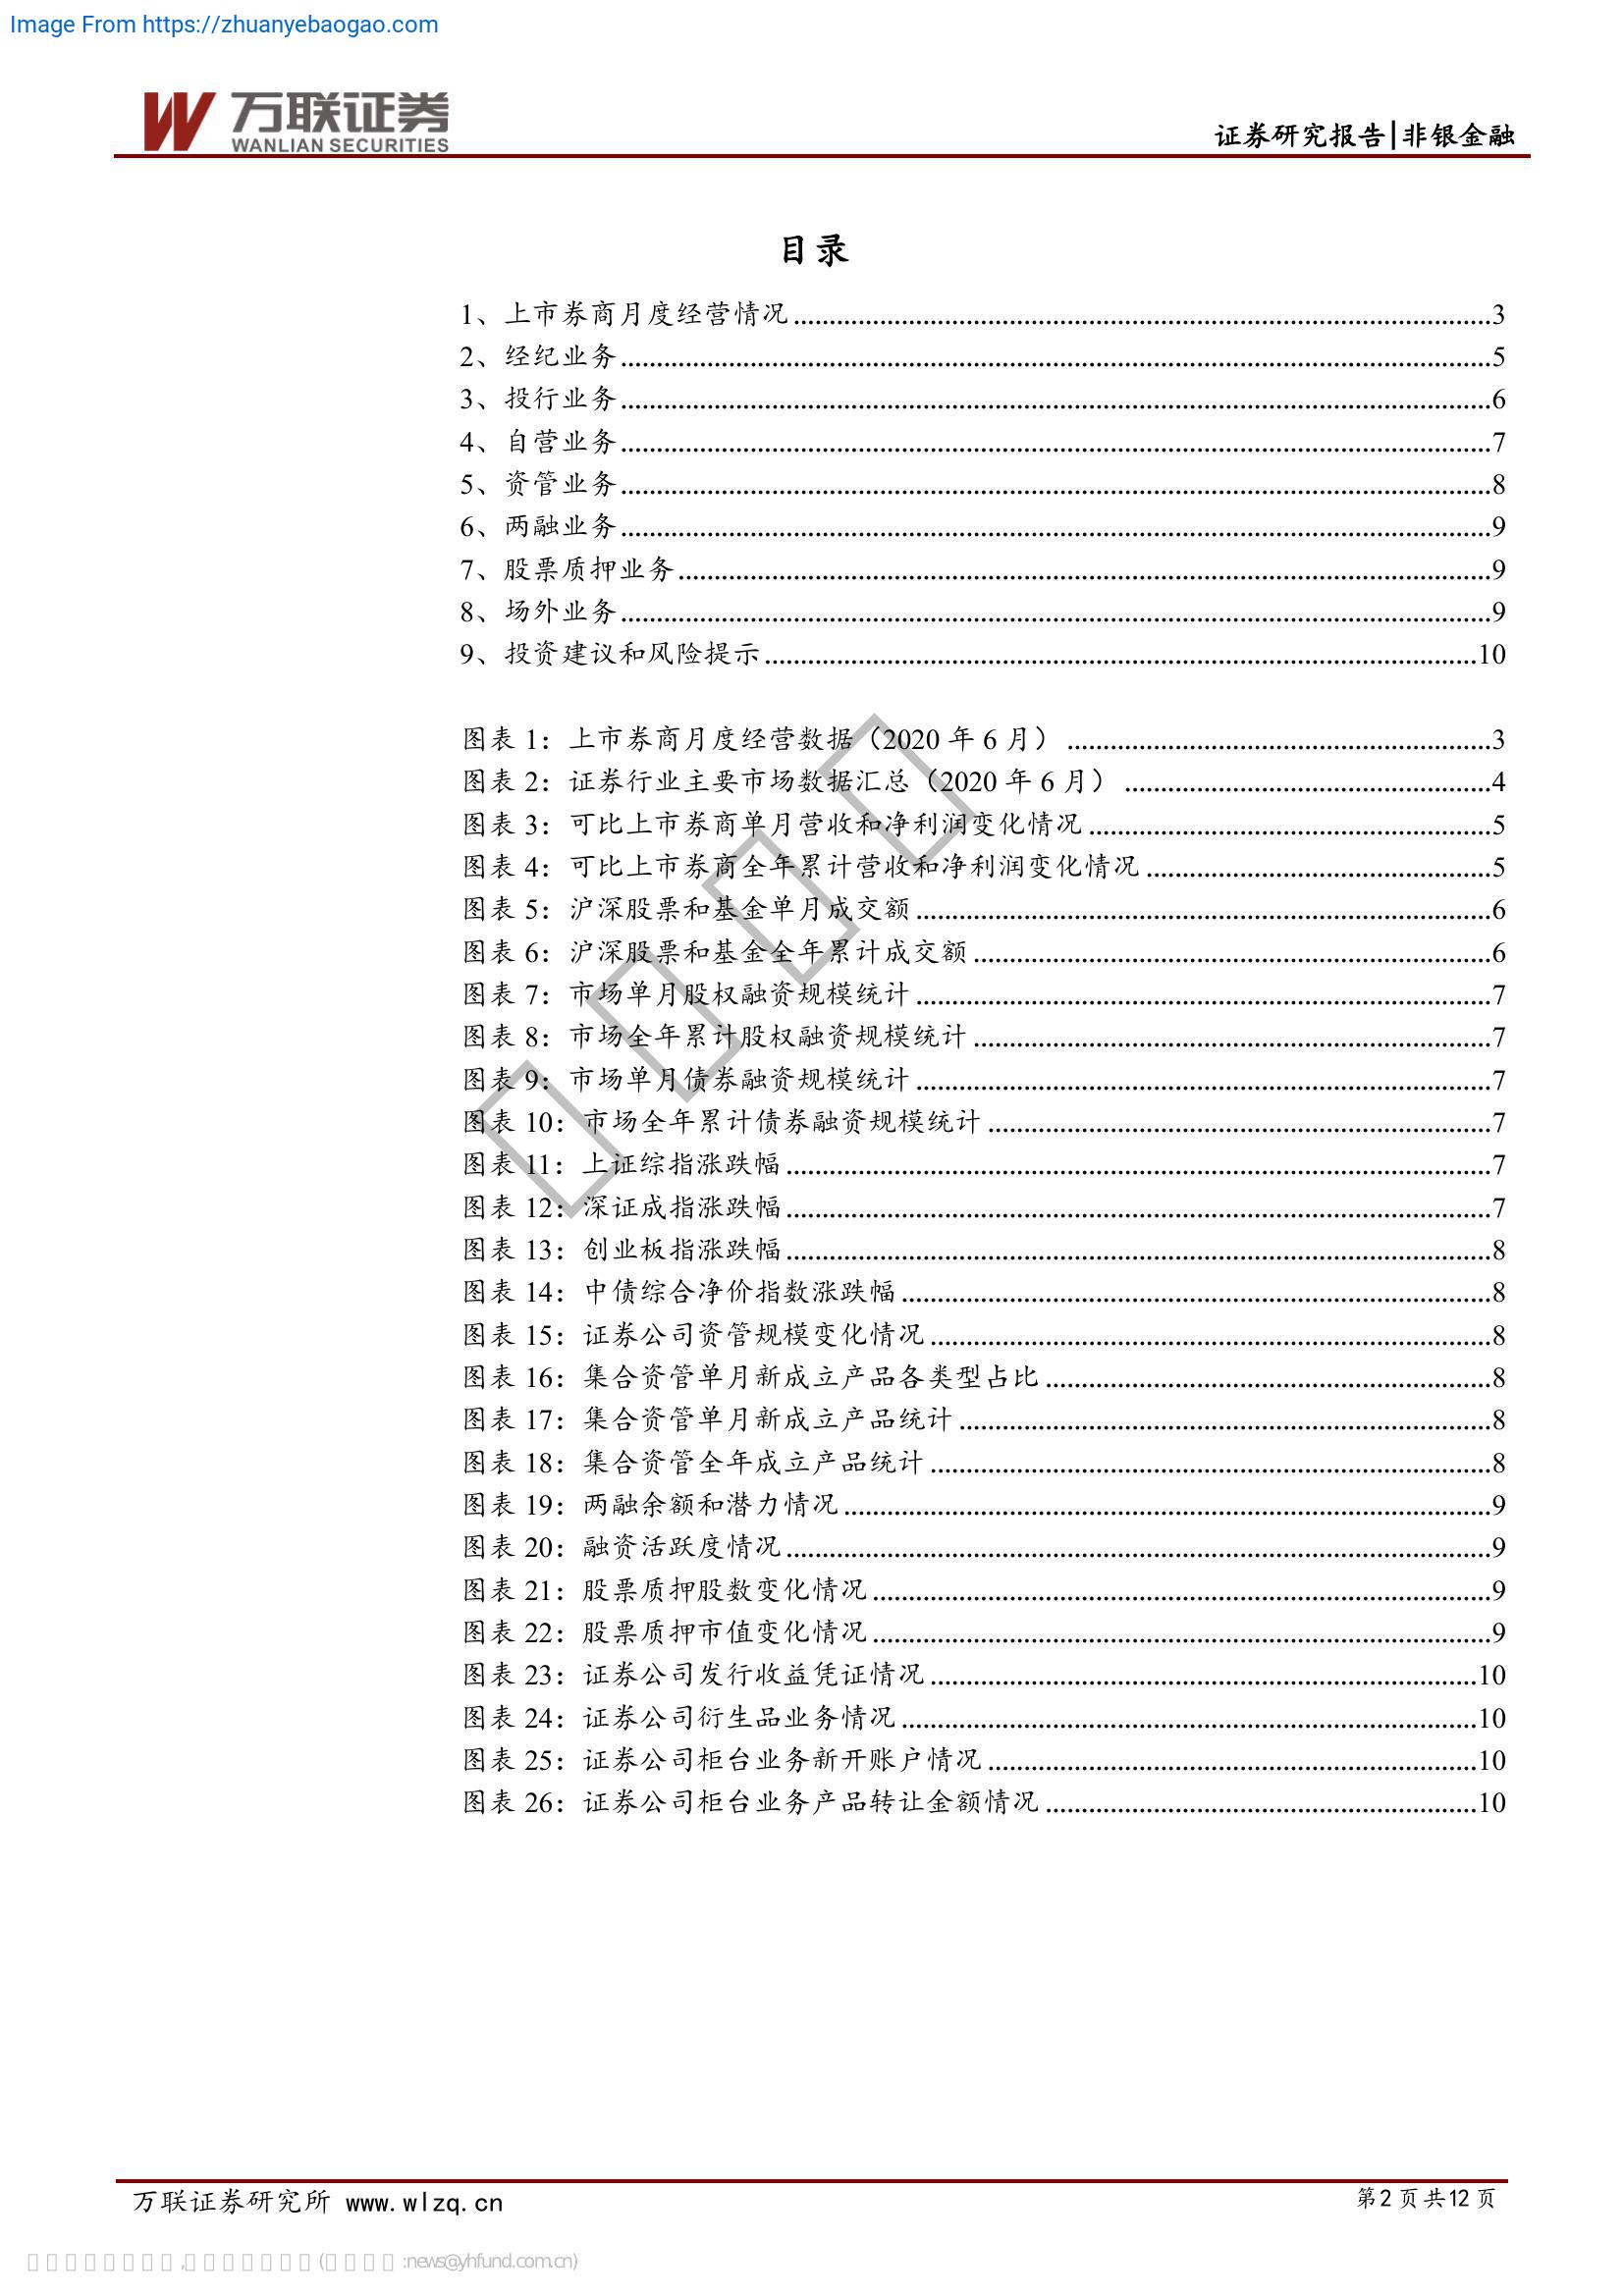 Image From https://zhuanyebaogao.com
万联证券
WANLIAN SECURITIES
证券研究报告|非银金融
目录
1、上市券商月度经营情况...3
2、经纪业务...5
3、投行业务...6
4、自营业务...7
5、资管业务...8
6、两融业务...9
7、股票质押业务...9
8、场外业务...9
9、投资建议和风险提示...10
图表 1：上市券商月度经营数据（2020 年 6 月）...3
图表 2：证券行业主要市场数据汇总（2020 年 6 月）...4
图表 3：可比上市券商单月营收和净利润变化情况...5
图表 4：可比上市券商全年累计营收和净利润变化情况...5
图表 5：沪深股票和基金单月成交额...6
图表 6：沪深股票和基金全年累计成交额...6
图表 7：市场单月股权融资规模统计...7
图表 8：市场全年累计股权融资规模统计...7
图表 9：市场单月债券融资规模统计...7
图表 10：市场全年累计债券融资规模统计...7
图表 11：上证综指涨跌幅...7
图表 12：深证成指涨跌幅...7
图表 13：创业板指涨跌幅...8
图表 14：中债综合净价指数涨跌幅...8
图表 15：证券公司资管规模变化情况...8
图表 16：集合资管单月新成立产品各类型占比...8
图表 17：集合资管单月新成立产品统计...8
图表 18：集合资管全年成立产品统计...8
图表 19：两融余额和潜力情况...9
图表 20：融资活跃度情况...9
图表 21：股票质押股数变化情况...9
图表 22：股票质押市值变化情况...9
图表 23：证券公司发行收益凭证情况...10
图表 24：证券公司衍生品业务情况...10
图表 25：证券公司柜台业务新开账户情况...10
图表 26：证券公司柜台业务产品转让金额情况...10
万联证券研究所 www.wlzq.cn
第2页共12页
:news@yhfund.com.cn)